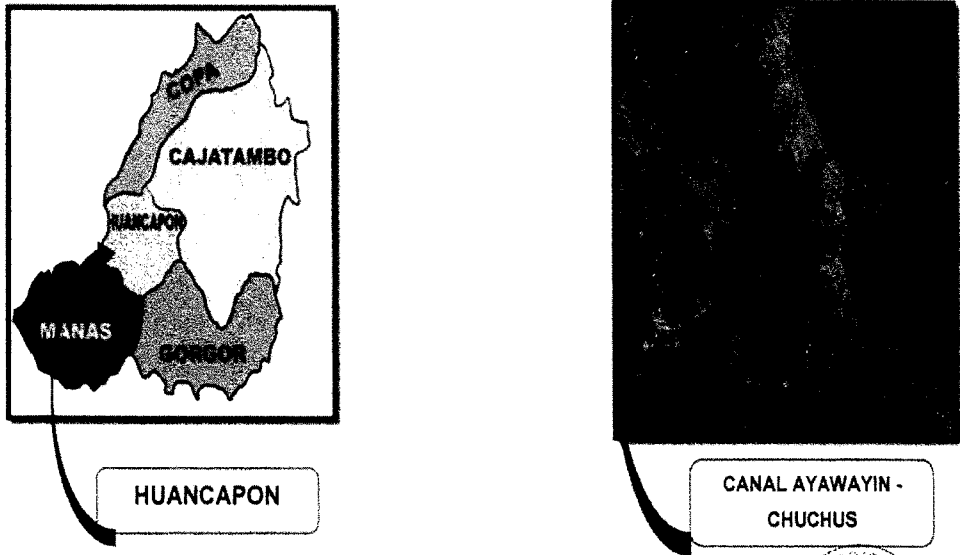 COPA
CAJATAMBO
HUANCAPON
MANAS
GORGOR
HUANCAPON
CANAL AYAWAYIN -
CHUCHUS